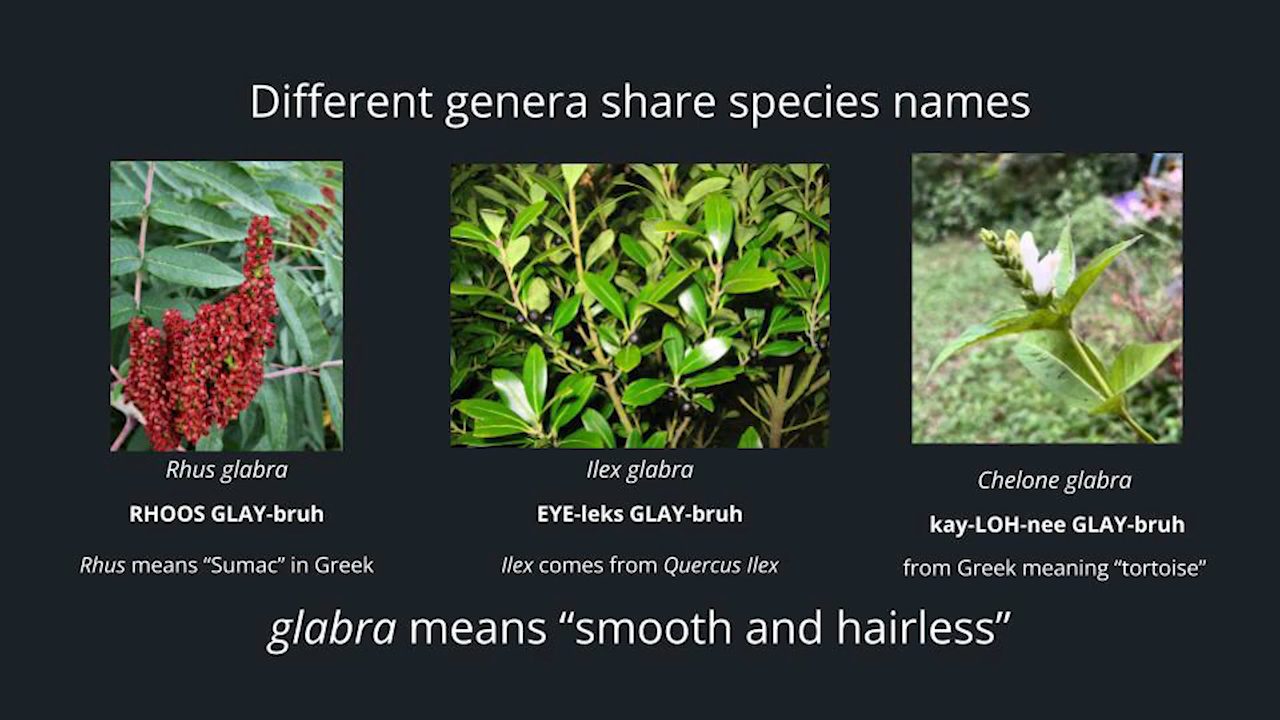 Different genera share species names
Rhus glabra
RHOOS GLAY-bruh
Rhus means “Sumac” in Greek
Ilex glabra
EYE-leks GLAY-bruh
Ilex comes from Quercus Ilex
Chelone glabra
kay-LOH-nee GLAY-bruh
from Greek meaning “tortoise”
glabra means “smooth and hairless”